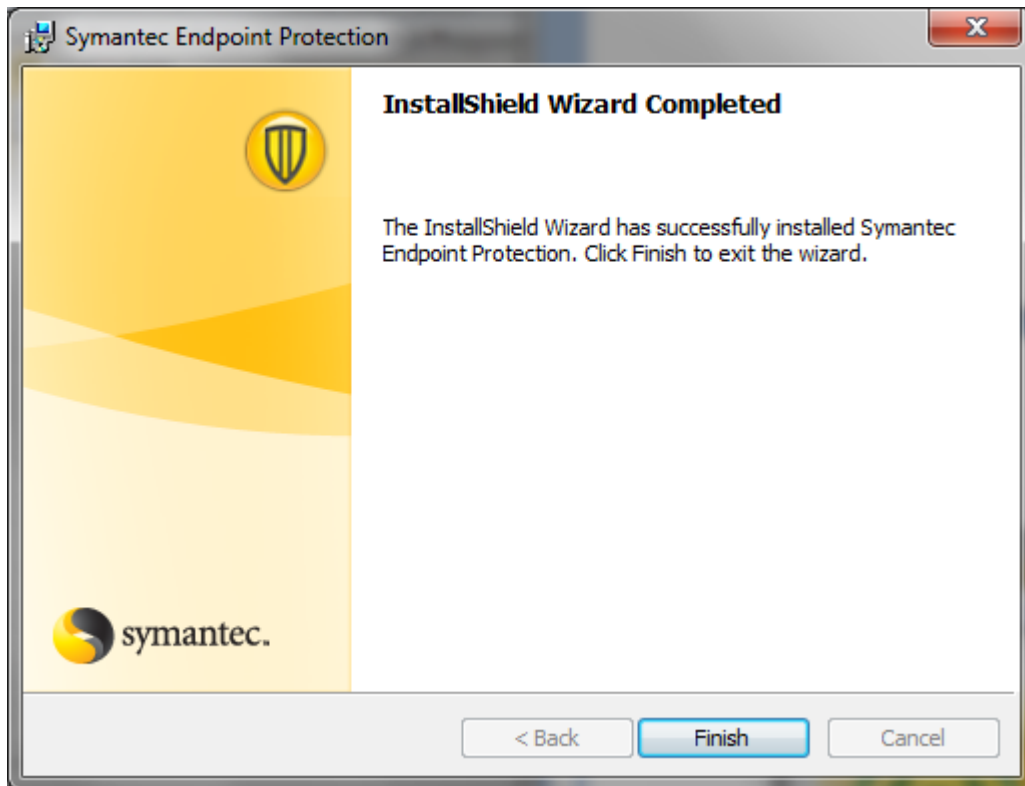 Symantec Endpoint Protection
InstallShield Wizard Completed
The InstallShield Wizard has successfully installed Symantec
Endpoint Protection. Click Finish to exit the wizard.
symantec.
< Back
Finish
Cancel